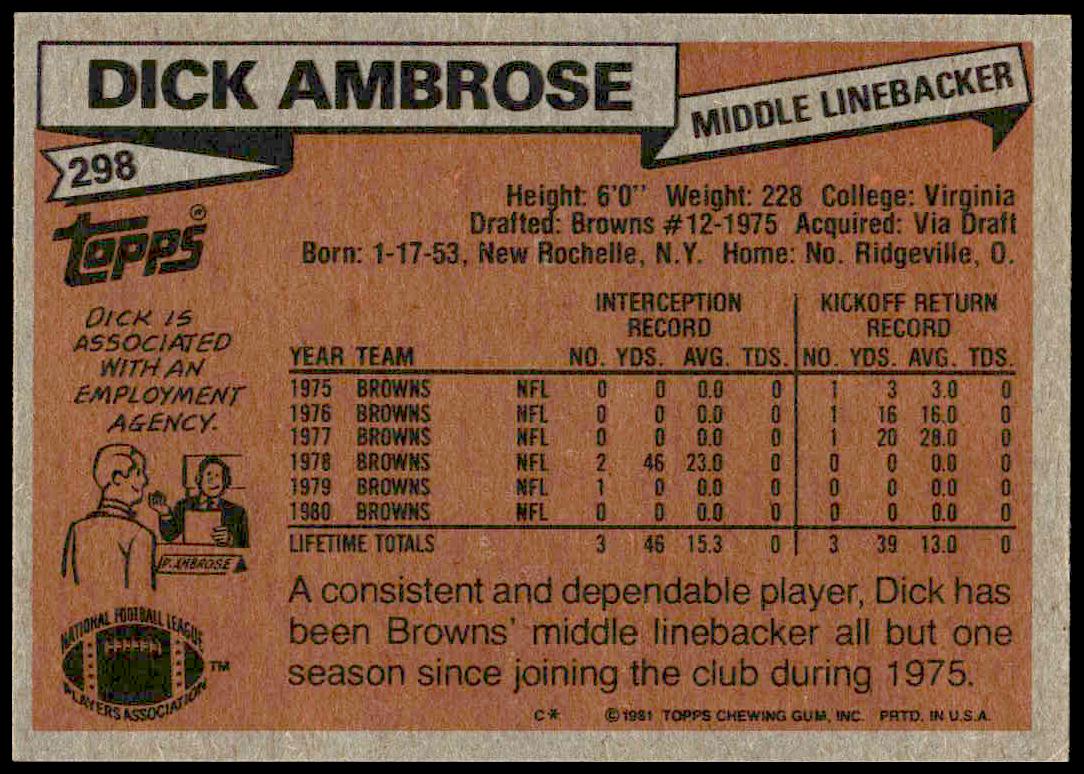 DICK AMBROSE
MIDDLE LINEBACKER
298
TOPPS®
Height: 6'0" Weight: 228 College: Virginia
Drafted: Browns #12-1975 Acquired: Via Draft
Born: 1-17-53, New Rochelle, N.Y. Home: No. Ridgeville, O.
DICK IS
ASSOCIATED
WITH AN
EMPLOYMENT
AGENCY.
D. AMBROSE
INTERCEPTION KICKOFF RETURN
RECORD RECORD
YEAR TEAM NO. YDS. AVG. TDS. NO. YDS. AVG. TDS.
1975 BROWNS NFL 0 0 0.0 0 1 3 3.0 0
1976 BROWNS NFL 0 0 0.0 0 1 16 16.0 0
1977 BROWNS NFL 0 0 0.0 0 1 20 20.0 0
1978 BROWNS NFL 2 46 23.0 0 0 0 0.0 0
1979 BROWNS NFL 1 0 0.0 0 0 0 0.0 0
1980 BROWNS NFL 0 0 0.0 0 0 0 0.0 0
LIFETIME TOTALS 3 46 15.3 0 3 39 13.0 0
A consistent and dependable player, Dick has
been Browns' middle linebacker all but one
season since joining the club during 1975.
NATIONAL FOOTBALL LEAGUE
PLAYERS ASSOCIATION
TM
C* ©1981 TOPPS CHEWING GUM, INC. PRTD. IN U.S.A.